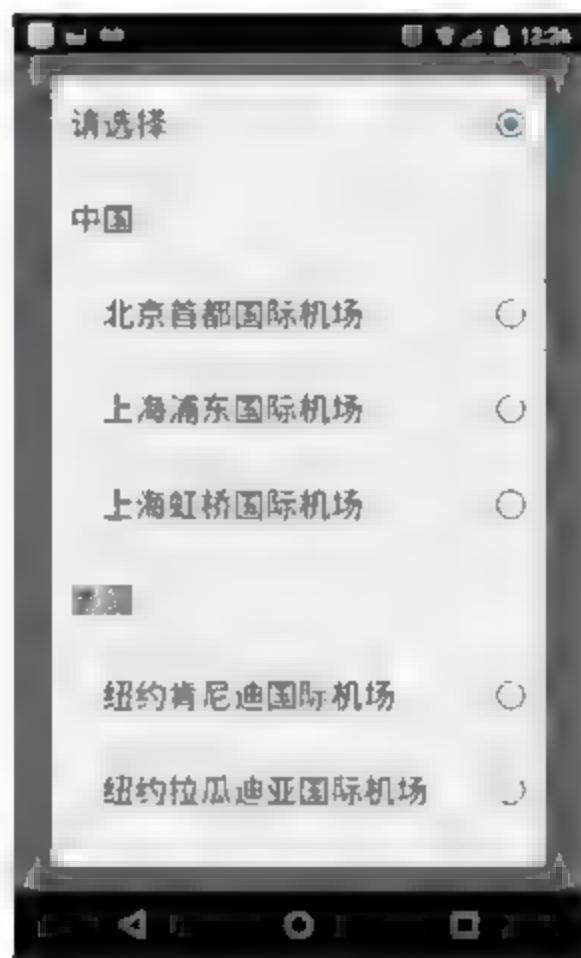 12:36
请选择
中国
北京首都国际机场
上海浦东国际机场
上海虹桥国际机场
纽约肯尼迪国际机场
纽约拉瓜迪亚国际机场